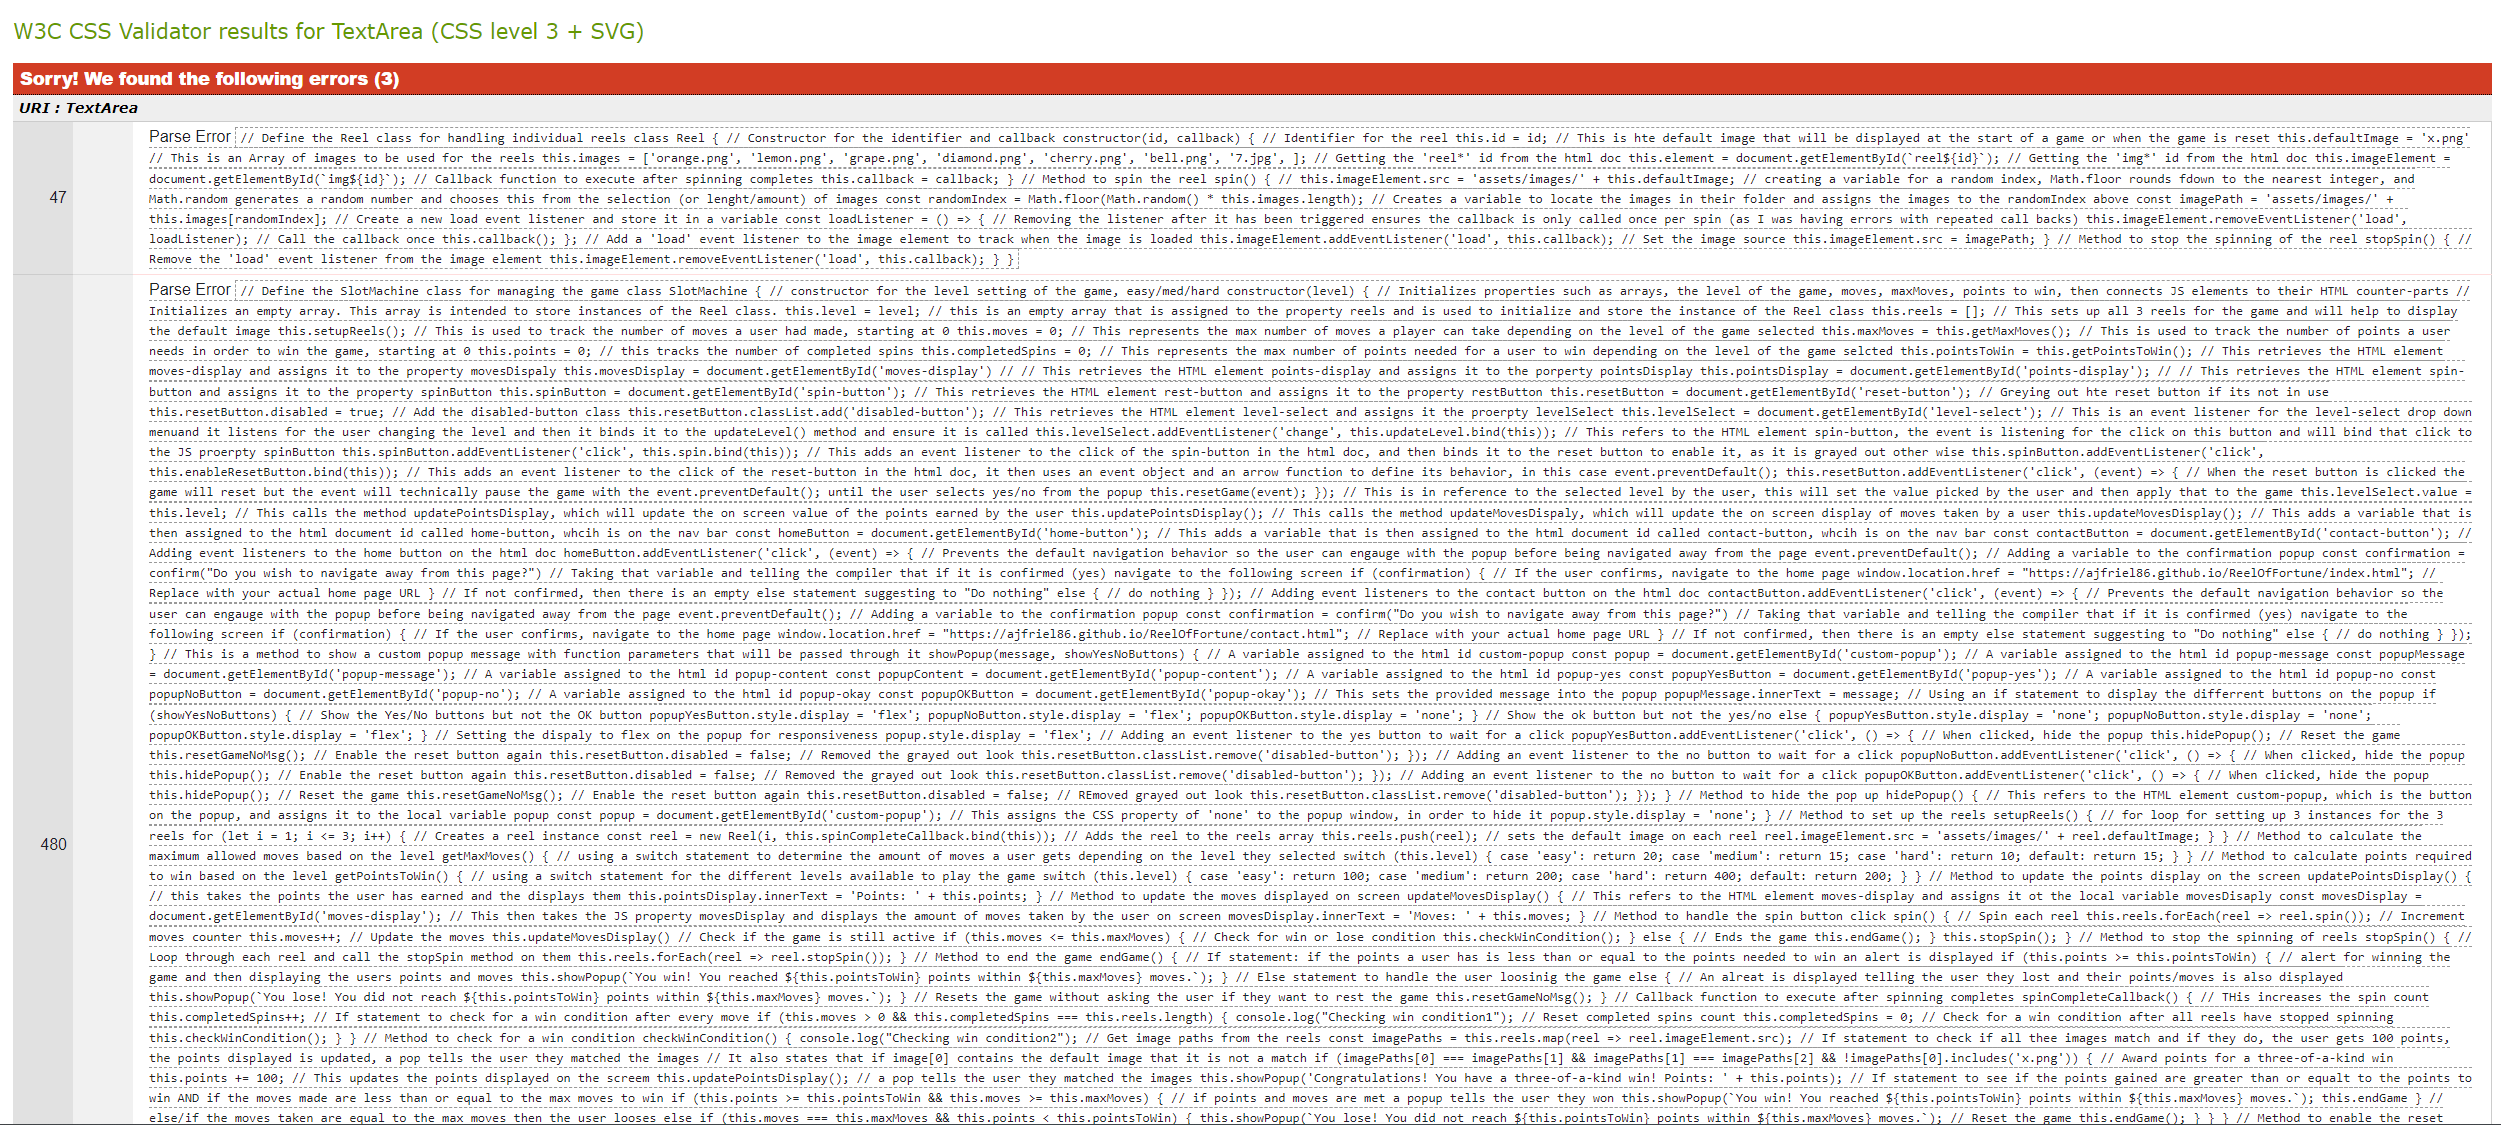 W3C CSS Validator results for TextArea (CSS level 3 + SVG)
Sorry! We found the following errors (3)
URI : TextArea
47
Parse Error // Define the Reel class for handling individual reels class Reel { // Constructor for the identifier and callback constructor(id, callback) { // Identifier for the reel this.id = id; // This is hte default image that will be displayed at the start of a game or when the game is reset this.defaultImage = 'x.png'
// This is an Array of images to be used for the reels this.images = ['orange.png', 'lemon.png', 'grape.png', 'diamond.png', 'cherry.png', 'bell.png', '7.jpg', ]; // Getting the 'reel*' id from the html doc this.element = document.getElementById(`reel${id}`); // Getting the 'img*' id from the html doc this.imageElement =
document.getElementById(`img${id}`); // Callback function to execute after spinning completes this.callback = callback; } // Method to spin the reel spin() { // this.imageElement.src = 'assets/images/' + this.defaultImage; // creating a variable for a random index, Math.floor rounds fdown to the nearest integer, and
Math.random generates a random number and chooses this from the selection (or lenght/amount) of images const randomIndex = Math.floor(Math.random() * this.images.length); // Creates a variable to locate the images in their folder and assigns the images to the randomIndex above const imagePath = 'assets/images/' +
this.images[randomIndex]; // Create a new load event listener and store it in a variable const loadListener = () => { // Removing the listener after it has been triggered ensures the callback is only called once per spin (as I was having errors with repeated call backs) this.imageElement.removeEventListener('load',
loadListener); // Call the callback once this.callback(); }; // Add a 'load' event listener to the image element to track when the image is loaded this.imageElement.addEventListener('load', this.callback); // Set the image source this.imageElement.src = imagePath; } // Method to stop the spinning of the reel stopSpin() { //
Remove the 'load' event listener from the image element this.imageElement.removeEventListener('load', this.callback); } }
480
Parse Error // Define the SlotMachine class for managing the game class SlotMachine { // constructor for the level setting of the game, easy/med/hard constructor(level) { // Initializes properties such as arrays, the level of the game, moves, maxMoves, points to win, then connects JS elements to their HTML counter-parts //
Initializes an empty array. This array is intended to store instances of the Reel class. this.level = level; // this is an empty array that is assigned to the property reels and is used to initialize and store the instance of the Reel class this.reels = []; // This sets up all 3 reels for the game and will help to display
the default image this.setupReels(); // This is used to track the number of moves a user had made, starting at 0 this.moves = 0; // This represents the max number of moves a player can take depending on the level of the game selected this.maxMoves = this.getMaxMoves(); // This is used to track the number of points a user
needs in order to win the game, starting at 0 this.points = 0; // this tracks the number of completed spins this.completedSpins = 0; // This represents the max number of points needed for a user to win depending on the level of the game selcted this.pointsToWin = this.getPointsToWin(); // This retrieves the HTML element
moves-display and assigns it to the property movesDispaly this.movesDisplay = document.getElementById('moves-display') // // This retrieves the HTML element points-display and assigns it to the porperty pointsDisplay this.pointsDisplay = document.getElementById('points-display'); // // This retrieves the HTML element spin-
button and assigns it to the property spinButton this.spinButton = document.getElementById('spin-button'); // This retrieves the HTML element rest-button and assigns it to the property restButton this.resetButton = document.getElementById('reset-button'); // Greying out hte reset button if its not in use
this.resetButton.disabled = true; // Add the disabled-button class this.resetButton.classList.add('disabled-button'); // This retrieves the HTML element level-select and assigns it the proerpty levelSelect this.levelSelect = document.getElementById('level-select'); // This is an event listener for the level-select drop down
menuand it listens for the user changing the level and then it binds it to the updateLevel() method and ensure it is called this.levelSelect.addEventListener('change', this.updateLevel.bind(this)); // This refers to the HTML element spin-button, the event is listening for the click on this button and will bind that click to
the JS proerpty spinButton this.spinButton.addEventListener('click', this.spin.bind(this)); // This adds an event listener to the click of the spin-button in the html doc, and then binds it to the reset button to enable it, as it is grayed out other wise this.spinButton.addEventListener('click',
this.enableResetButton.bind(this)); // This adds an event listener to the click of the reset-button in the html doc, it then uses an event object and an arrow function to define its behavior, in this case event.preventDefault(); this.resetButton.addEventListener('click', (event) => { // When the reset button is clicked the
game will reset but the event will technically pause the game with the event.preventDefault(); until the user selects yes/no from the popup this.resetGame(event); }); // This is in reference to the selected level by the user, this will set the value picked by the user and then apply that to the game this.levelSelect.value =
this.level; // This calls the method updatePointsDisplay, which will update the on screen value of the points earned by the user this.updatePointsDisplay(); // This calls the method updateMovesDispaly, which will update the on screen display of moves taken by a user this.updateMovesDisplay(); // This adds a variable that is
then assigned to the html document id called home-button, whcih is on the nav bar const homeButton = document.getElementById('home-button'); // This adds a variable that is then assigned to the html document id called contact-button, whcih is on the nav bar const contactButton = document.getElementById('contact-button'); //
Adding event listeners to the home button on the html doc homeButton.addEventListener('click', (event) => { // Prevents the default navigation behavior so the user can engauge with the popup before being navigated away from the page event.preventDefault(); // Adding a variable to the confirmation popup const confirmation =
confirm("Do you wish to navigate away from this page?") // Taking that variable and telling the compiler that if it is confirmed (yes) navigate to the following screen if (confirmation) { // If the user confirms, navigate to the home page window.location.href = "https://ajfriel86.github.io/ReelOfFortune/index.html"; //
Replace with your actual home page URL } // If not confirmed, then there is an empty else statement suggesting to "Do nothing" else { // do nothing } }); // Adding event listeners to the contact button on the html doc contactButton.addEventListener('click', (event) => { // Prevents the default navigation behavior so the
user can engauge with the popup before being navigated away from the page event.preventDefault(); // Adding a variable to the confirmation popup const confirmation = confirm("Do you wish to navigate away from this page?") // Taking that variable and telling the compiler that if it is confirmed (yes) navigate to the
following screen if (confirmation) { // If the user confirms, navigate to the home page window.location.href = "https://ajfriel86.github.io/ReelOfFortune/contact.html"; // Replace with your actual home page URL } // If not confirmed, then there is an empty else statement suggesting to "Do nothing" else { // do nothing } });
} // This is a method to show a custom popup message with function parameters that will be passed through it showPopup(message, showYesNoButtons) { // A variable assigned to the html id custom-popup const popup = document.getElementById('custom-popup'); // A variable assigned to the html id popup-message const popupMessage
= document.getElementById('popup-message'); // A variable assigned to the html id popup-content const popupContent = document.getElementById('popup-content'); // A variable assigned to the html id popup-yes const popupYesButton = document.getElementById('popup-yes'); // A variable assigned to the html id popup-no const
popupNoButton = document.getElementById('popup-no'); // A variable assigned to the html id popup-okay const popupOKButton = document.getElementById('popup-okay'); // This sets the provided message into the popup popupMessage.innerText = message; // Using an if statement to display the differrent buttons on the popup if
(showYesNoButtons) { // Show the Yes/No buttons but not the OK button popupYesButton.style.display = 'flex'; popupNoButton.style.display = 'flex'; popupOKButton.style.display = 'none'; } // Show the ok button but not the yes/no else { popupYesButton.style.display = 'none'; popupNoButton.style.display = 'none';
popupOKButton.style.display = 'flex'; } // Setting the dispaly to flex on the popup for responsiveness popup.style.display = 'flex'; // Adding an event listener to the yes button to wait for a click popupYesButton.addEventListener('click', () => { // When clicked, hide the popup this.hidePopup(); // Reset the game
this.resetGameNoMsg(); // Enable the reset button again this.resetButton.disabled = false; // Removed the grayed out look this.resetButton.classList.remove('disabled-button'); }); // Adding an event listener to the no button to wait for a click popupNoButton.addEventListener('click', () => { // When clicked, hide the popup
this.hidePopup(); // Enable the reset button again this.resetButton.disabled = false; // Removed the grayed out look this.resetButton.classList.remove('disabled-button'); }); // Adding an event listener to the no button to wait for a click popupOKButton.addEventListener('click', () => { // When clicked, hide the popup
this.hidePopup(); // Reset the game this.resetGameNoMsg(); // Enable the reset button again this.resetButton.disabled = false; // REmoved grayed out look this.resetButton.classList.remove('disabled-button'); }); } // Method to hide the pop up hidePopup() { // This refers to the HTML element custom-popup, which is the button
on the popup, and assigns it to the local variable popup const popup = document.getElementById('custom-popup'); // This assigns the CSS property of 'none' to the popup window, in order to hide it popup.style.display = 'none'; } // Method to set up the reels setupReels() { // for loop for setting up 3 instances for the 3
reels for (let i = 1; i <= 3; i++) { // Creates a reel instance const reel = new Reel(i, this.spinCompleteCallback.bind(this)); // Adds the reel to the reels array this.reels.push(reel); // sets the default image on each reel reel.imageElement.src = 'assets/images/' + reel.defaultImage; } } // Method to calculate the
maximum allowed moves based on the level getMaxMoves() { // using a switch statement to determine the amount of moves a user gets depending on the level they selected switch (this.level) { case 'easy': return 20; case 'medium': return 15; case 'hard': return 10; default: return 15; } } // Method to calculate points required
to win based on the level getPointsToWin() { // using a switch statement for the different levels available to play the game switch (this.level) { case 'easy': return 100; case 'medium': return 200; case 'hard': return 400; default: return 200; } } // Method to update the points display on the screen updatePointsDisplay() {
// this takes the points the user has earned and the displays them this.pointsDisplay.innerText = 'Points: ' + this.points; } // Method to update the moves displayed on screen updateMovesDisplay() { // This refers to the HTML element moves-display and assigns it ot the local variable movesDisaply const movesDisplay =
document.getElementById('moves-display'); // This then takes the JS property movesDisplay and displays the amount of moves taken by the user on screen movesDisplay.innerText = 'Moves: ' + this.moves; } // Method to handle the spin button click spin() { // Spin each reel this.reels.forEach(reel => reel.spin()); // Increment
moves counter this.moves++; // Update the moves this.updateMovesDisplay() // Check if the game is still active if (this.moves <= this.maxMoves) { // Check for win or lose condition this.checkWinCondition(); } else { // Ends the game this.endGame(); } this.stopSpin(); } // Method to stop the spinning of reels stopSpin() { //
Loop through each reel and call the stopSpin method on them this.reels.forEach(reel => reel.stopSpin()); } // Method to end the game endGame() { // If statement: if the points a user has is less than or equal to the points needed to win an alert is displayed if (this.points >= this.pointsToWin) { // alert for winning the
game and then displaying the users points and moves this.showPopup(`You win! You reached ${this.pointsToWin} points within ${this.maxMoves} moves.`); } // Else statement to handle the user loosinig the game else { // An alreat is displayed telling the user they lost and their points/moves is also displayed
this.showPopup(`You lose! You did not reach ${this.pointsToWin} points within ${this.maxMoves} moves.`); } // Resets the game without asking the user if they want to rest the game this.resetGameNoMsg(); } // Callback function to execute after spinning completes spinCompleteCallback() { // THis increases the spin count
this.completedSpins++; // If statement to check for a win condition after every move if (this.moves > 0 && this.completedSpins === this.reels.length) { console.log("Checking win condition1"); // Reset completed spins count this.completedSpins = 0; // Check for a win condition after all reels have stopped spinning
this.checkWinCondition(); } } // Method to check for a win condition checkWinCondition() { console.log("Checking win condition2"); // Get image paths from the reels const imagePaths = this.reels.map(reel => reel.imageElement.src); // If statement to check if all thee images match and if they do, the user gets 100 points,
the points displayed is updated, a pop tells the user they matched the images // It also states that if image[0] contains the default image that it is not a match if (imagePaths[0] === imagePaths[1] && imagePaths[1] === imagePaths[2] && !imagePaths[0].includes('x.png')) { // Award points for a three-of-a-kind win
this.points += 100; // This updates the points displayed on the screem this.updatePointsDisplay(); // a pop tells the user they matched the images this.showPopup('Congratulations! You have a three-of-a-kind win! Points: ' + this.points); // If statement to see if the points gained are greater than or equalt to the points to
win AND if the moves made are less than or equal to the max moves to win if (this.points >= this.pointsToWin && this.moves >= this.maxMoves) { // if points and moves are met a popup tells the user they won this.showPopup(`You win! You reached ${this.pointsToWin} points within ${this.maxMoves} moves.`); this.endGame } //
else/if the moves taken are equal to the max moves then the user looses else if (this.moves === this.maxMoves && this.points < this.pointsToWin) { this.showPopup(`You lose! You did not reach ${this.pointsToWin} points within ${this.maxMoves} moves.`); // Reset the game this.endGame(); } } } // Method to enable the reset